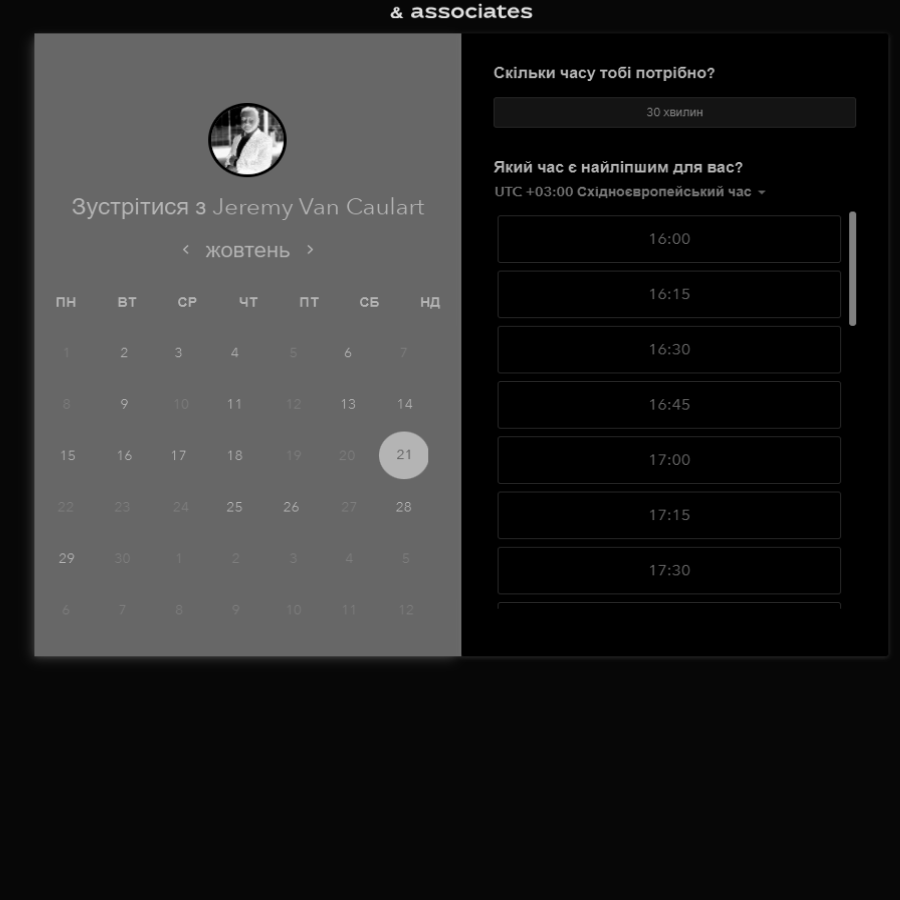 & associates
Зустрітися з Jeremy Van Caulart
‹ жовтень ›
ПН ВТ СР ЧТ ПТ СБ НД
1 2 3 4 5 6 7
8 9 10 11 12 13 14
15 16 17 18 19 20 21
22 23 24 25 26 27 28
29 30 1 2 3 4 5
6 7 8 9 10 11 12
Скільки часу тобі потрібно?
30 хвилин
Який час є найліпшим для вас?
UTC +03:00 Східноєвропейський час
16:00
16:15
16:30
16:45
17:00
17:15
17:30